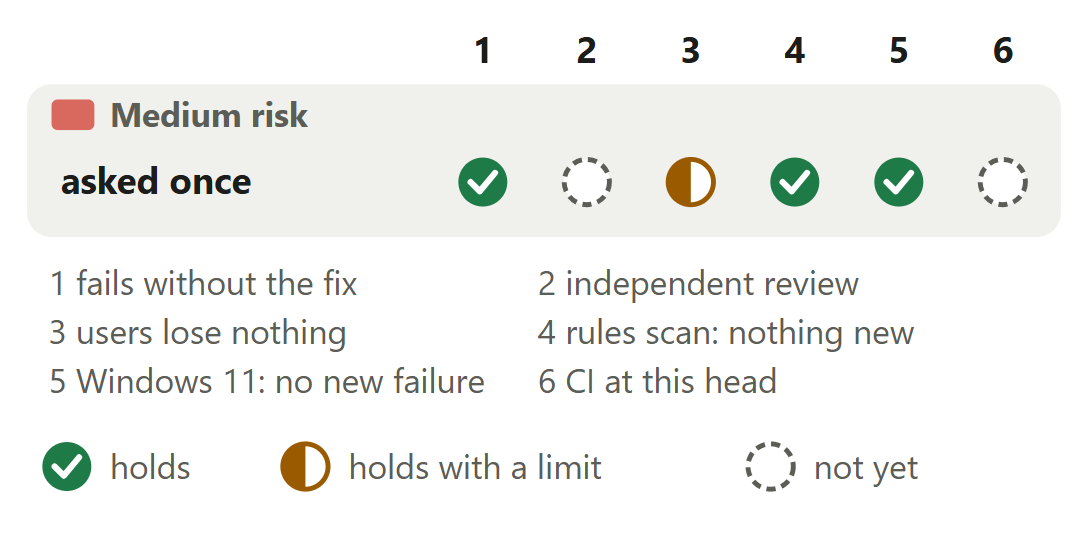 1 2 3 4 5 6
Medium risk
asked once
1 fails without the fix 2 independent review
3 users lose nothing 4 rules scan: nothing new
5 Windows 11: no new failure 6 CI at this head
holds holds with a limit not yet